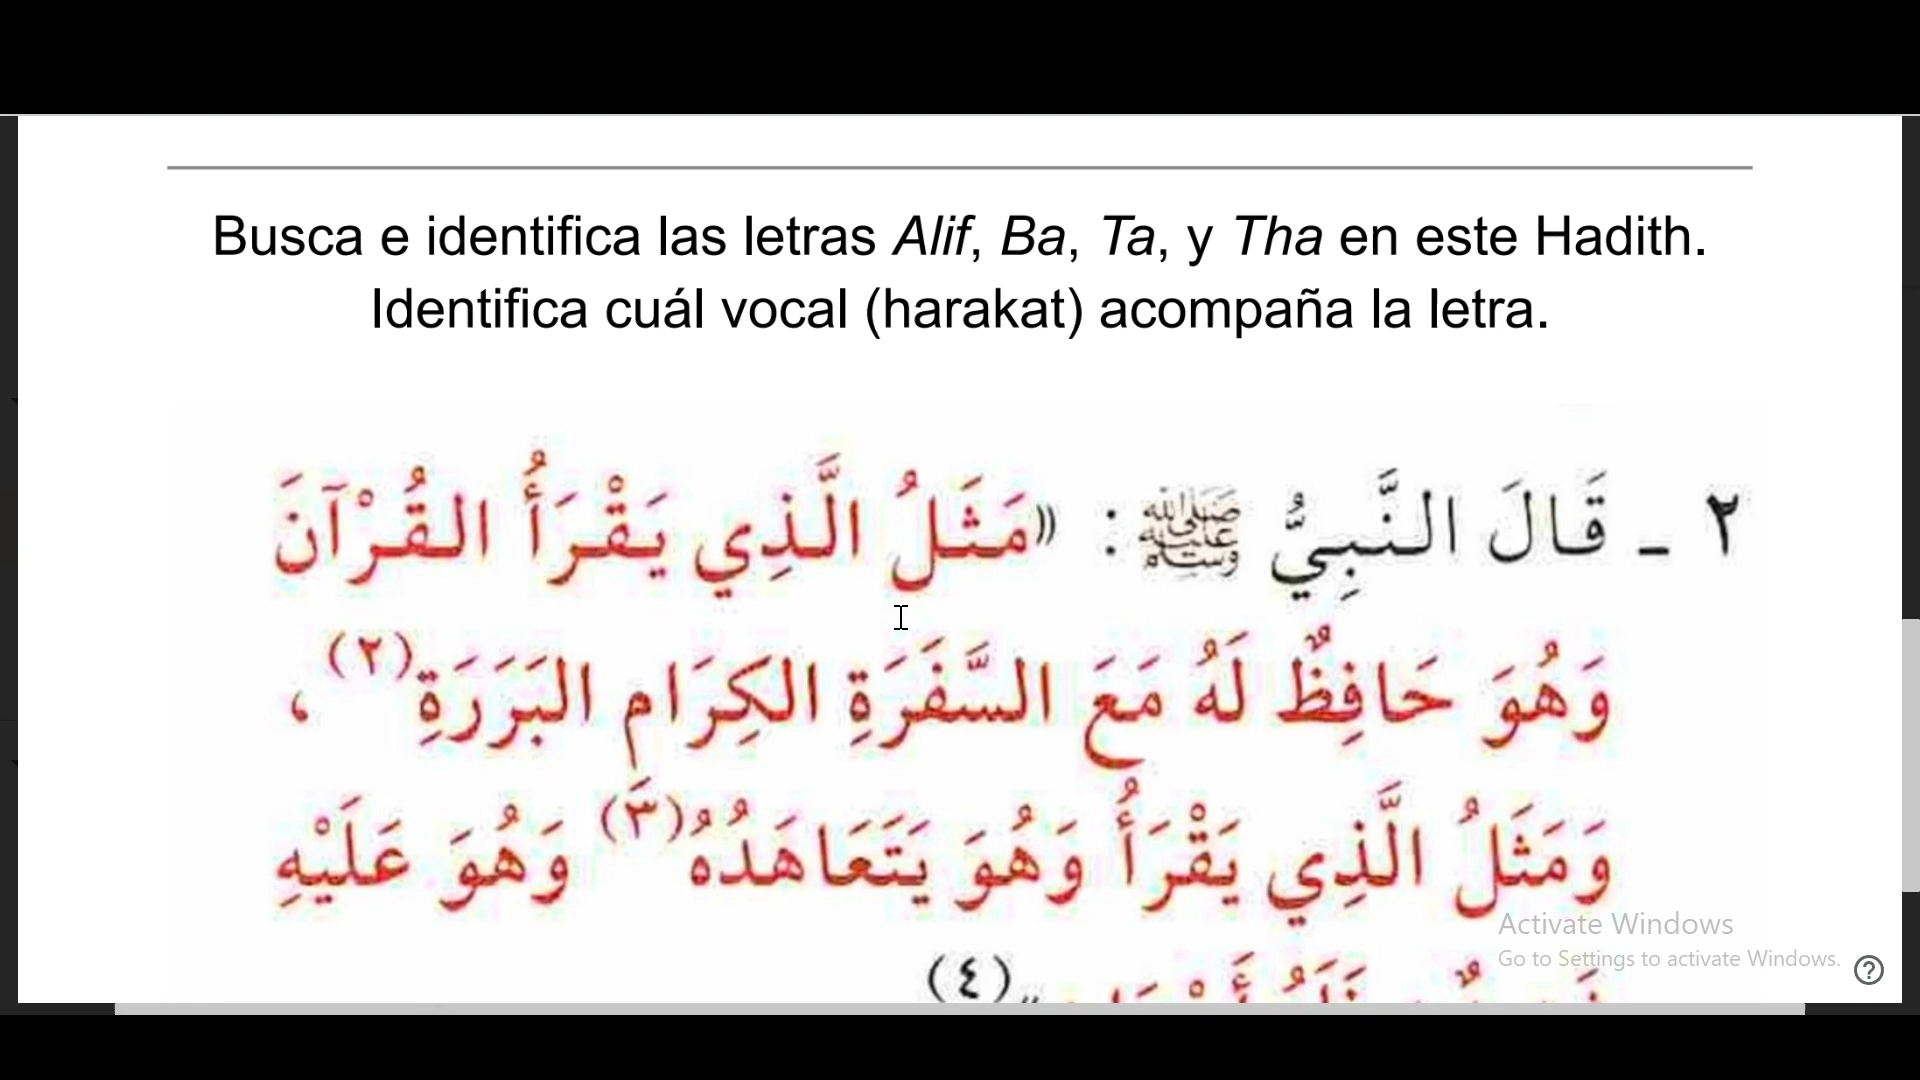 Busca e identifica las letras Alif, Ba, Ta, y Tha en este Hadith.
Identifica cuál vocal (harakat) acompaña la letra.
٢ ـ قَالَ النَّبِيُّ ﷺ : «مَثَلُ الَّذِي يَقْرَأُ القُرْآنَ
وَهُوَ حَافِظٌ لَهُ مَعَ السَّفَرَةِ الكِرَامِ البَرَرَةِ(٢)،
وَمَثَلُ الَّذِي يَقْرَأُ وَهُوَ يَتَعَاهَدُهُ(٣) وَهُوَ عَلَيْهِ
(٤)
Activate Windows
Go to Settings to activate Windows.